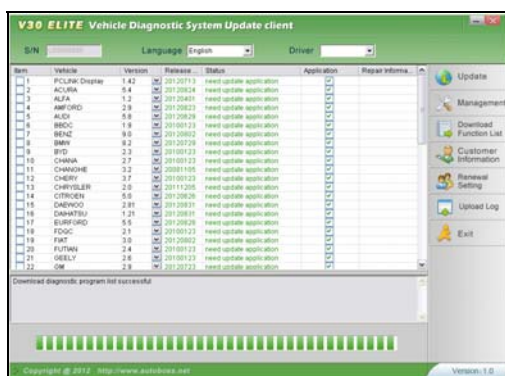 V30 ELITE Vehicle Diagnostic System Update client
S/N Language English Driver
Item Vehicle Version Release... Status Application Repair Informa...
1 PCLINK Display 1.42 20120713 need update application
2 ACURA 5.4 20120824 need update application
3 ALFA 1.2 20120401 need update application
4 AMFORD 2.9 20120823 need update application
5 AUDI 5.8 20120829 need update application
6 BBDC 1.9 20100123 need update application
7 BENZ 9.0 20120802 need update application
8 BMW 9.2 20120729 need update application
9 BYD 2.3 20100123 need update application
10 CHANA 2.7 20100123 need update application
11 CHANGHE 3.2 20081105 need update application
12 CHERY 3.7 20100123 need update application
13 CHRYSLER 2.0 20111205 need update application
14 CITROEN 5.0 20120626 need update application
15 DAEWOO 2.81 20120831 need update application
16 DAIHATSU 1.21 20120831 need update application
17 EURFORD 5.5 20120828 need update application
18 FDQC 2.1 20100123 need update application
19 FIAT 3.0 20120802 need update application
20 FUTIAN 2.4 20100123 need update application
21 GEELY 2.6 20100123 need update application
22 GM 2.9 20120723 need update application
Download diagnostic program list successful
Update
Management
Download
Function List
Customer
Information
Renewal
Setting
Upload Log
Exit
Copyright @ 2012 http://www.autoboss.net
Version: 1.0